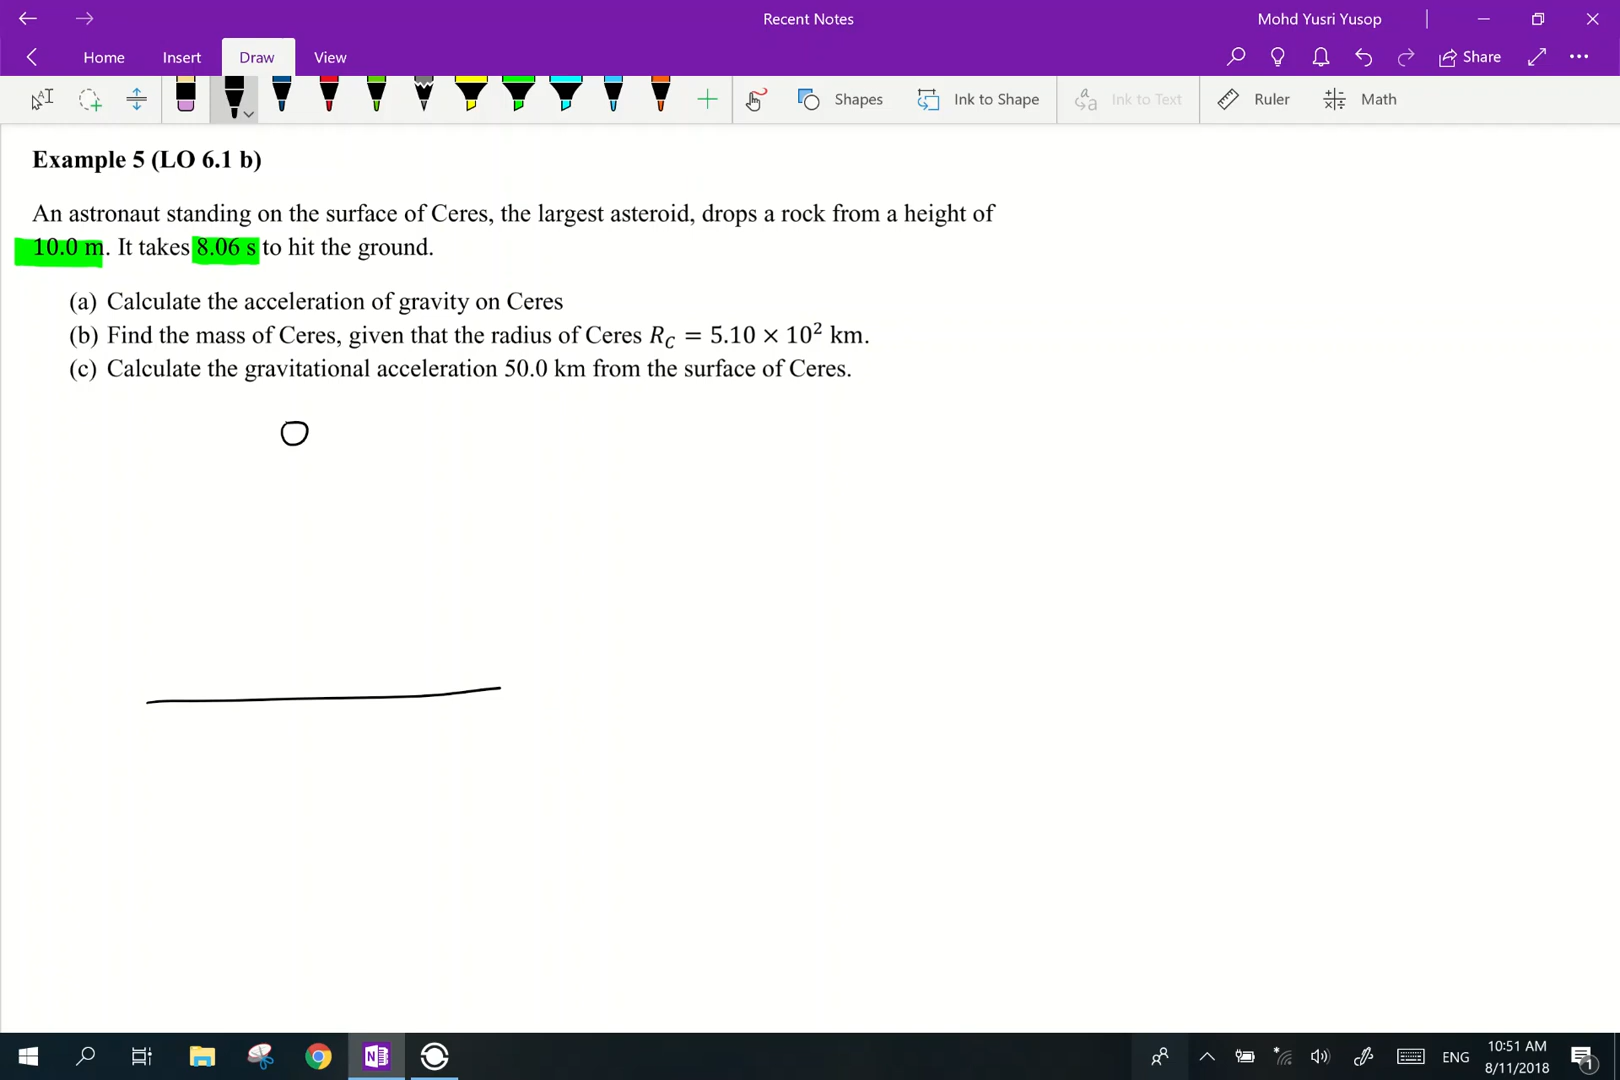 Recent Notes
Mohd Yusri Yusop
Home Insert Draw View
Share
Shapes Ink to Shape Ink to Text Ruler Math
Example 5 (LO 6.1 b)
An astronaut standing on the surface of Ceres, the largest asteroid, drops a rock from a height of
10.0 m. It takes 8.06 s to hit the ground.
(a) Calculate the acceleration of gravity on Ceres
(b) Find the mass of Ceres, given that the radius of Ceres R_C = 5.10 × 10² km.
(c) Calculate the gravitational acceleration 50.0 km from the surface of Ceres.
ENG
10:51 AM
8/11/2018
1